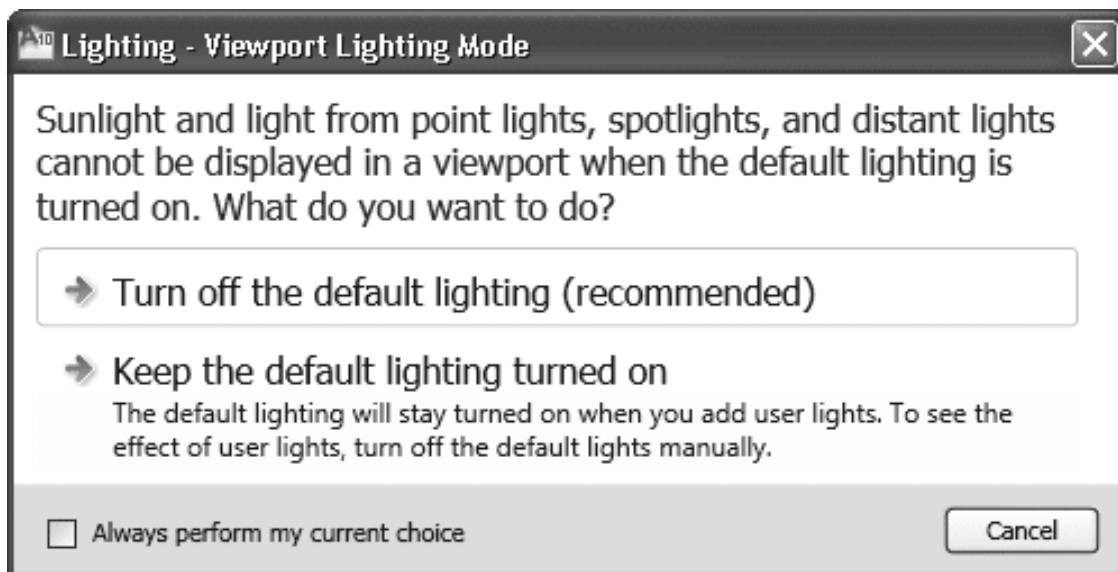 Lighting - Viewport Lighting Mode
Sunlight and light from point lights, spotlights, and distant lights
cannot be displayed in a viewport when the default lighting is
turned on. What do you want to do?
Turn off the default lighting (recommended)
Keep the default lighting turned on
The default lighting will stay turned on when you add user lights. To see the
effect of user lights, turn off the default lights manually.
Always perform my current choice
Cancel